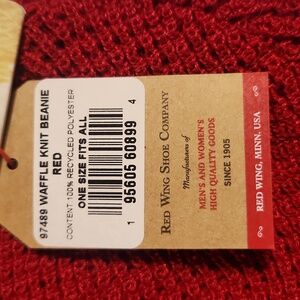 97489 WAFFLE KNIT BEANIE
RED
CONTENT: 100% RECYCLED POLYESTER
ONE SIZE FITS ALL
1 95605 60899 4
RED WING SHOE COMPANY
Manufacturers of
MEN'S AND WOMEN'S
HIGH QUALITY GOODS
SINCE 1905
RED WING, MINN. USA